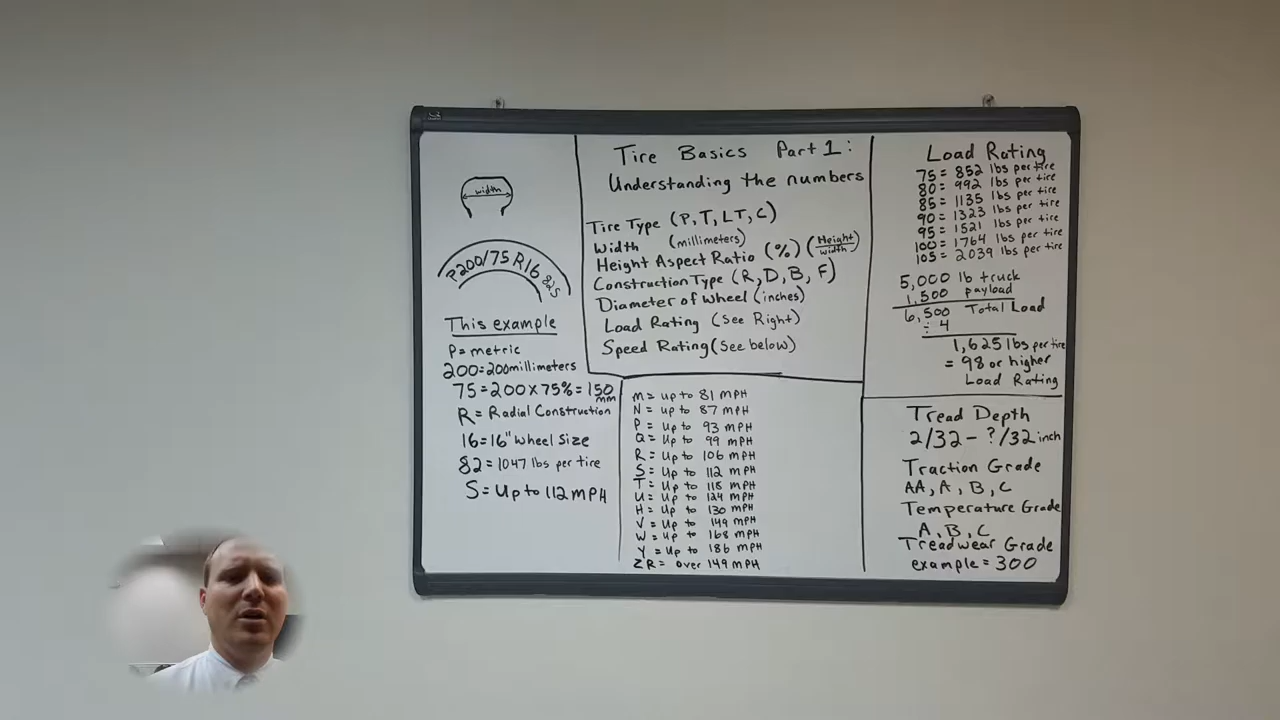 width
P200/75 R16 82S
This example
P = metric
200 = 200 millimeters
75 = 200 x 75% = 150 mm
R = Radial Construction
16 = 16" Wheel Size
82 = 1047 lbs per tire
S = Up to 112 MPH
Tire Basics Part 1:
Understanding the numbers
Tire Type (P, T, LT, C)
Width (millimeters)
Height Aspect Ratio (%) (Height/width)
Construction Type (R, D, B, F)
Diameter of Wheel (inches)
Load Rating (See Right)
Speed Rating (See below)
M = up to 81 MPH
N = up to 87 MPH
P = up to 93 MPH
Q = Up to 99 MPH
R = Up to 106 MPH
S = Up to 112 MPH
T = Up to 118 MPH
U = Up to 124 MPH
H = Up to 130 MPH
V = Up to 149 MPH
W = Up to 168 MPH
Y = Up to 186 MPH
ZR = over 149 MPH
Load Rating
75 = 852 lbs per tire
80 = 992 lbs per tire
85 = 1135 lbs per tire
90 = 1323 lbs per tire
95 = 1521 lbs per tire
100 = 1764 lbs per tire
105 = 2039 lbs per tire
5,000 lb truck
1,500 payload
6,500 Total Load
÷ 4
1,625 lbs per tire
= 98 or higher
Load Rating
Tread Depth
2/32 - ?/32 inch
Traction Grade
AA, A, B, C
Temperature Grade
A, B, C
Treadwear Grade
example = 300